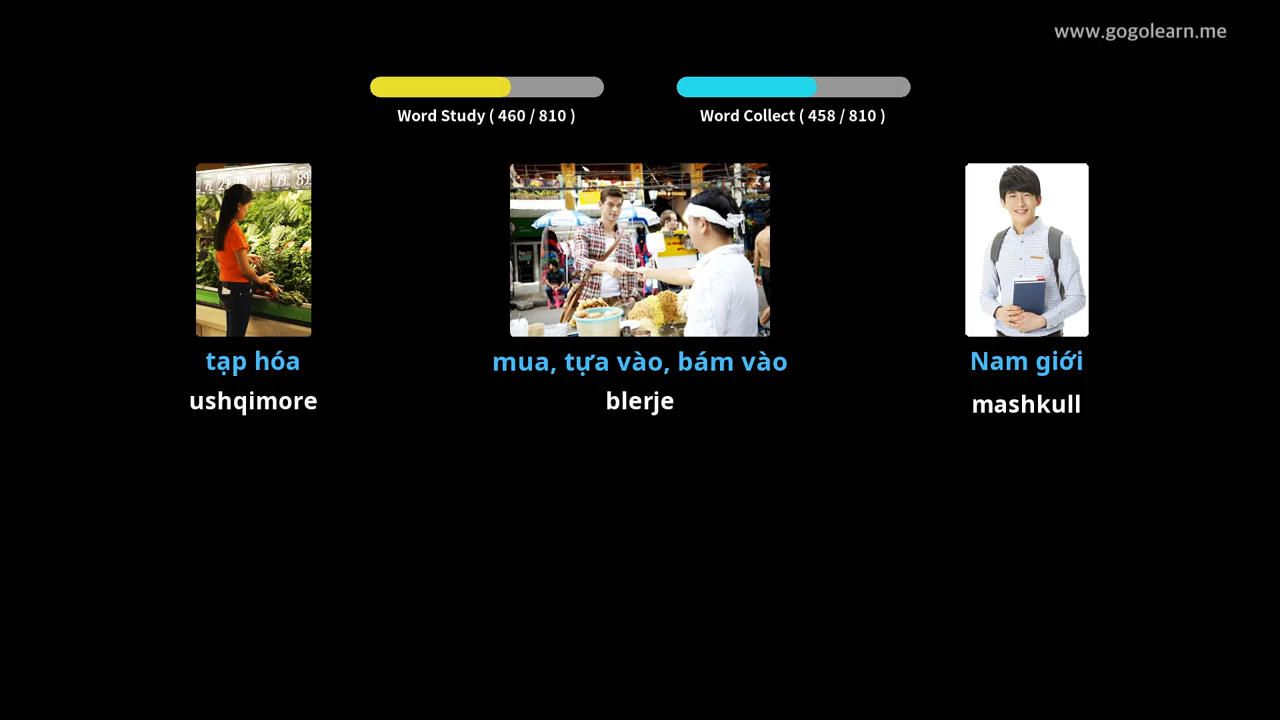 www.gogolearn.me
Word Study ( 460 / 810 )
Word Collect ( 458 / 810 )
tạp hóa
ushqimore
mua, tựa vào, bám vào
blerje
Nam giới
mashkull